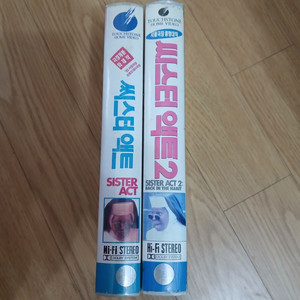 TOUCHSTONE
HOME VIDEO
씨스터 액트
SISTER
ACT
Hi-Fi STEREO
TOUCHSTONE
HOME VIDEO
씨스터 액트 2
SISTER ACT 2:
BACK IN THE HABIT
Hi-Fi STEREO